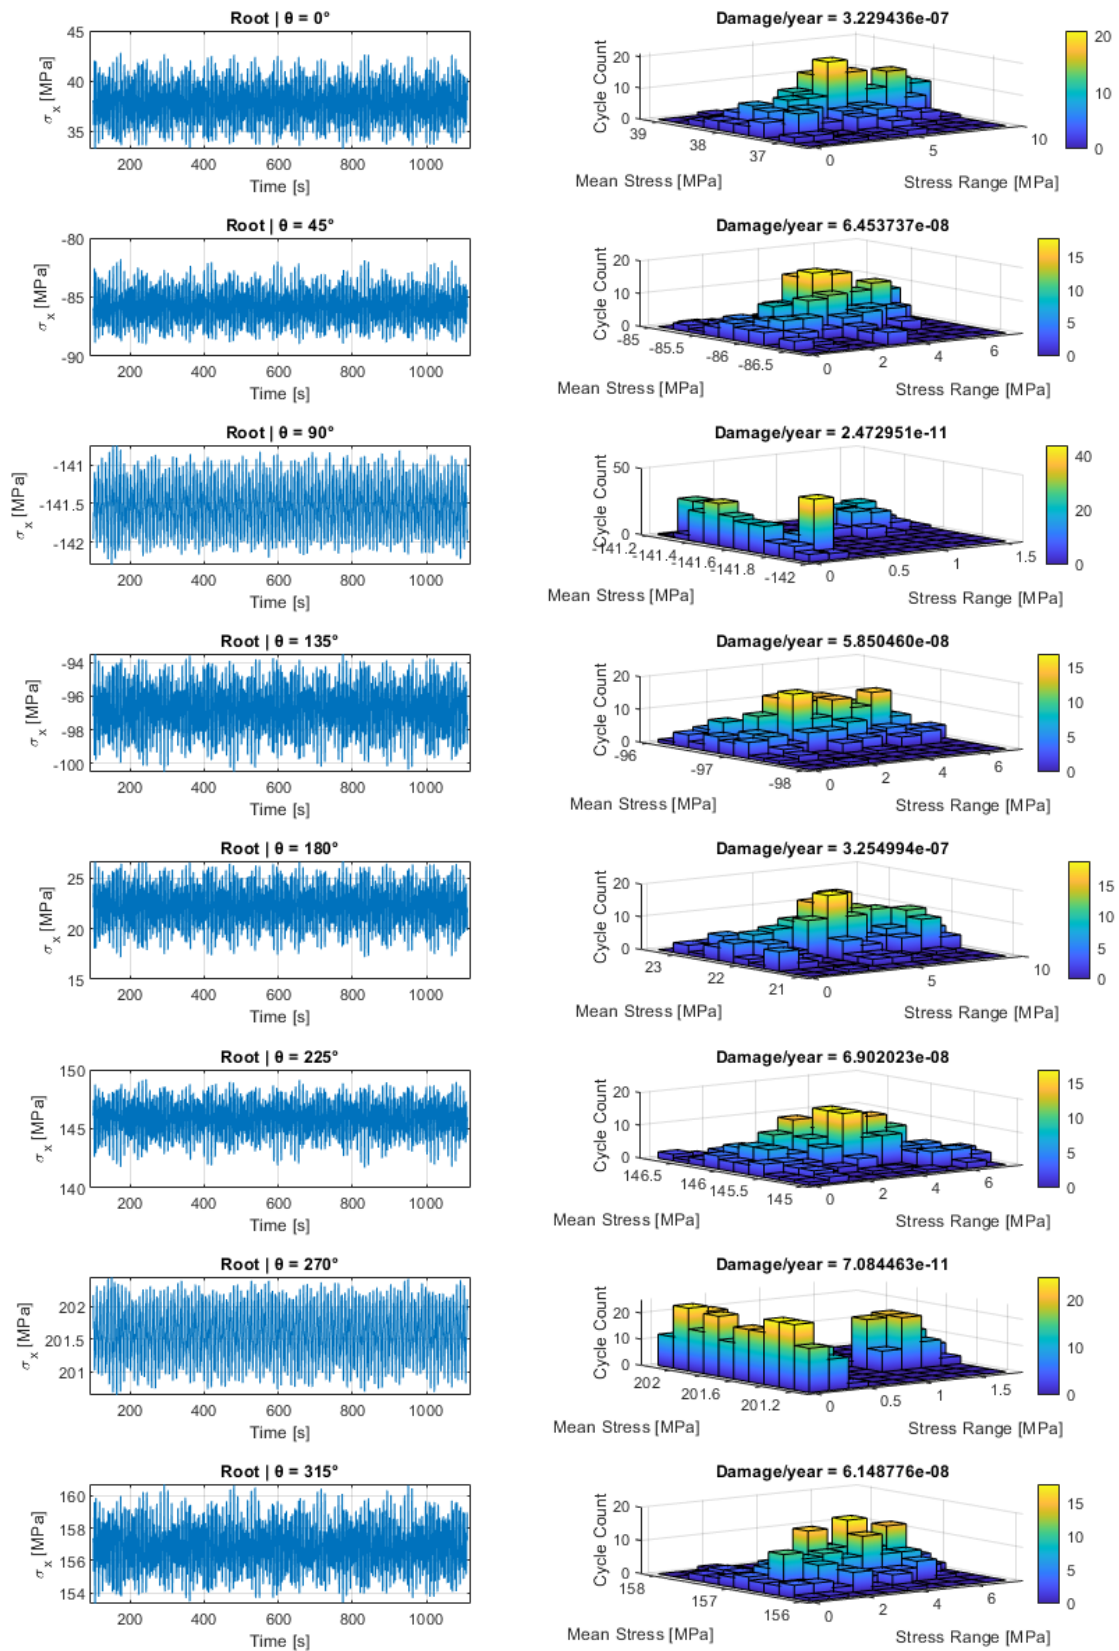 Root | θ = 0°
Damage/year = 3.229436e-07
σ x [MPa]
45
40
35
200 400 600 800 1000
Time [s]
Cycle Count
20
10
0
39 38 37
0 5 10
Mean Stress [MPa]
Stress Range [MPa]
20
10
0
Root | θ = 45°
Damage/year = 6.453737e-08
σ x [MPa]
-80
-85
-90
200 400 600 800 1000
Time [s]
Cycle Count
20
10
0
-85 -85.5 -86 -86.5
0 2 4 6
Mean Stress [MPa]
Stress Range [MPa]
15
10
5
0
Root | θ = 90°
Damage/year = 2.472951e-11
σ x [MPa]
-141
-141.5
-142
200 400 600 800 1000
Time [s]
Cycle Count
50
0
-141.2 -141.4 -141.6 -141.8 -142
0 0.5 1 1.5
Mean Stress [MPa]
Stress Range [MPa]
40
20
0
Root | θ = 135°
Damage/year = 5.850460e-08
σ x [MPa]
-94
-96
-98
-100
200 400 600 800 1000
Time [s]
Cycle Count
20
10
0
-96 -97 -98
0 2 4 6
Mean Stress [MPa]
Stress Range [MPa]
15
10
5
0
Root | θ = 180°
Damage/year = 3.254994e-07
σ x [MPa]
25
20
15
200 400 600 800 1000
Time [s]
Cycle Count
20
10
0
23 22 21
0 5 10
Mean Stress [MPa]
Stress Range [MPa]
15
10
5
0
Root | θ = 225°
Damage/year = 6.902023e-08
σ x [MPa]
150
145
140
200 400 600 800 1000
Time [s]
Cycle Count
20
10
0
146.5 146 145.5 145
0 2 4 6
Mean Stress [MPa]
Stress Range [MPa]
15
10
5
0
Root | θ = 270°
Damage/year = 7.084463e-11
σ x [MPa]
202
201.5
201
200 400 600 800 1000
Time [s]
Cycle Count
20
10
0
202 201.6 201.2
0 0.5 1 1.5
Mean Stress [MPa]
Stress Range [MPa]
20
10
0
Root | θ = 315°
Damage/year = 6.148776e-08
σ x [MPa]
160
158
156
154
200 400 600 800 1000
Time [s]
Cycle Count
20
10
0
158 157 156
0 2 4 6
Mean Stress [MPa]
Stress Range [MPa]
15
10
5
0